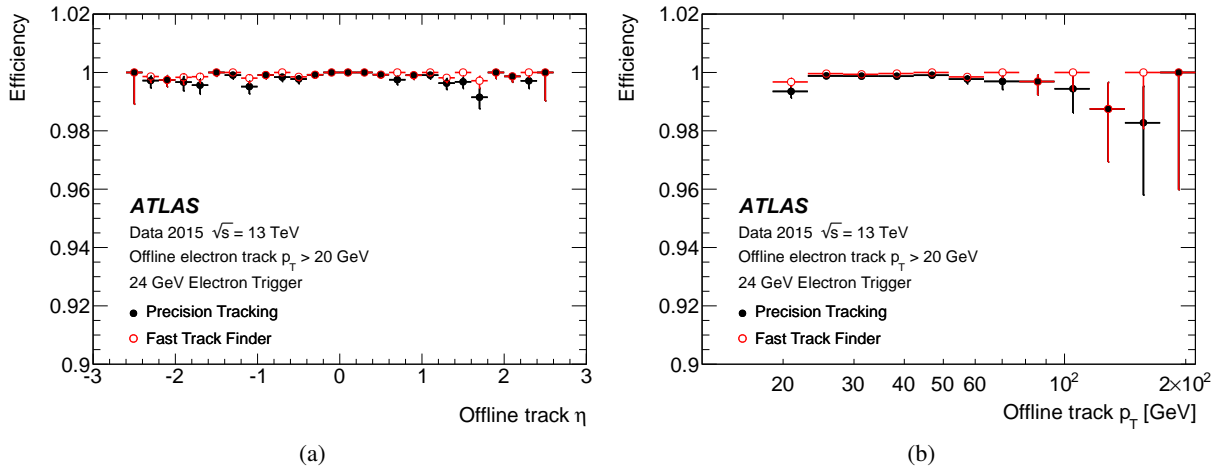 Efficiency
1.02
1
0.98
0.96
0.94
0.92
0.9
ATLAS
Data 2015 √s = 13 TeV
Offline electron track p_T > 20 GeV
24 GeV Electron Trigger
Precision Tracking
Fast Track Finder
−3 −2 −1 0 1 2 3
Offline track η
(a)
Efficiency
1.02
1
0.98
0.96
0.94
0.92
0.9
ATLAS
Data 2015 √s = 13 TeV
Offline electron track p_T > 20 GeV
24 GeV Electron Trigger
Precision Tracking
Fast Track Finder
20 30 40 50 60 10² 2×10²
Offline track p_T [GeV]
(b)